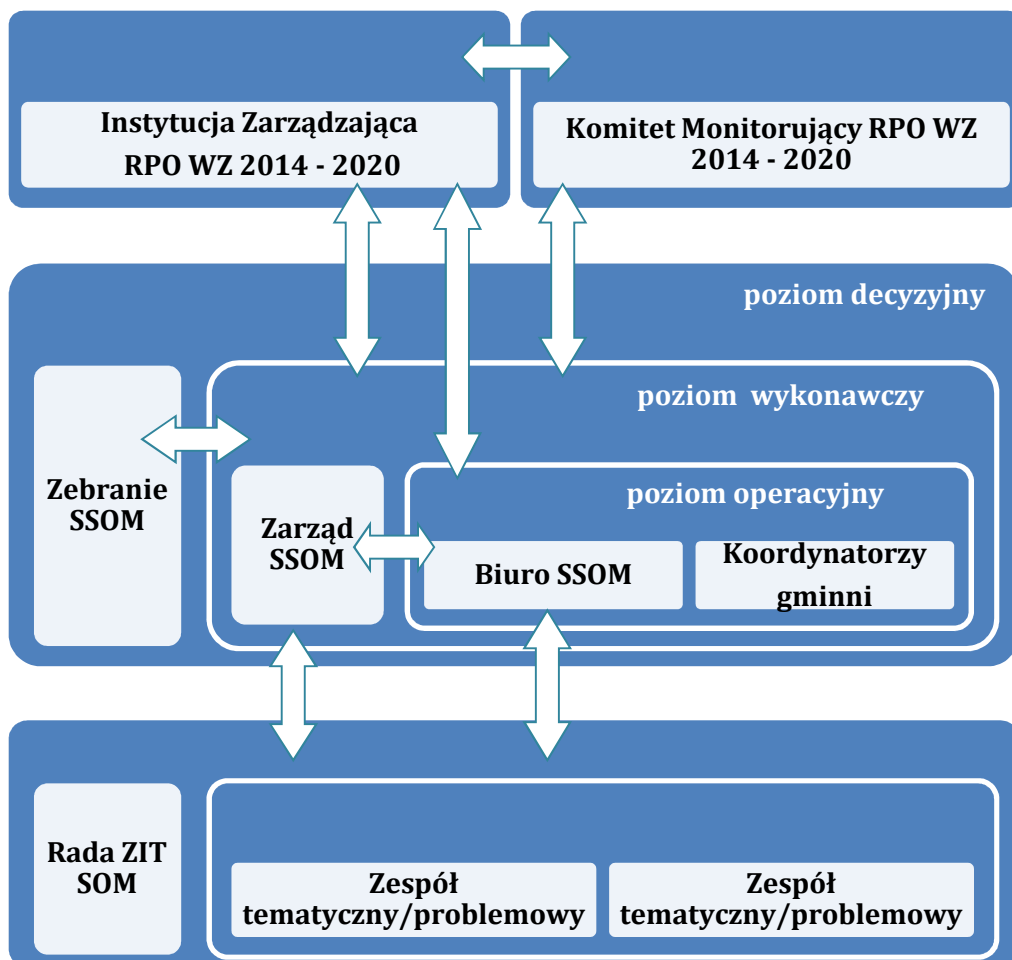 Instytucja Zarządzająca
RPO WZ 2014 - 2020
Komitet Monitorujący RPO WZ
2014 - 2020
poziom decyzyjny
poziom wykonawczy
Zebranie
SSOM
Zarząd
SSOM
poziom operacyjny
Biuro SSOM
Koordynatorzy
gminni
Rada ZIT
SOM
Zespół
tematyczny/problemowy
Zespół
tematyczny/problemowy